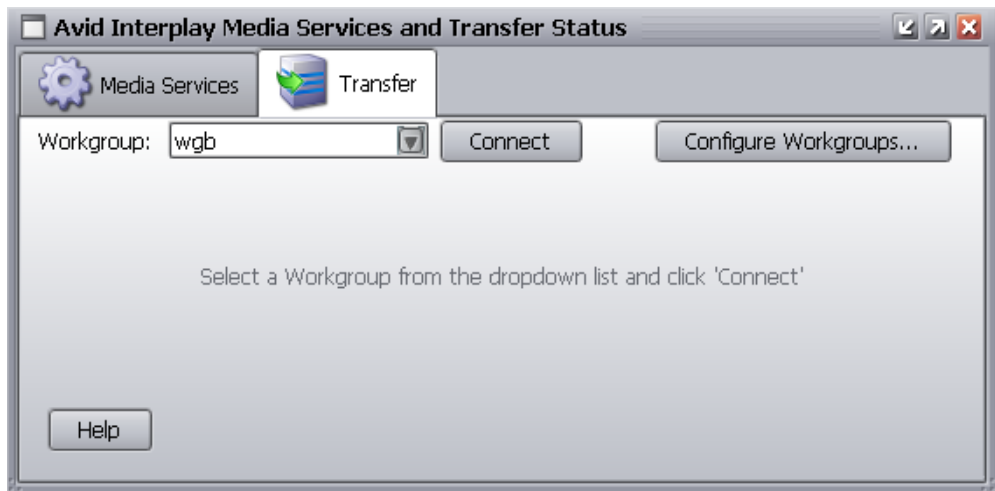 Avid Interplay Media Services and Transfer Status
Media Services
Transfer
Workgroup: wgb Connect Configure Workgroups...
Select a Workgroup from the dropdown list and click 'Connect'
Help